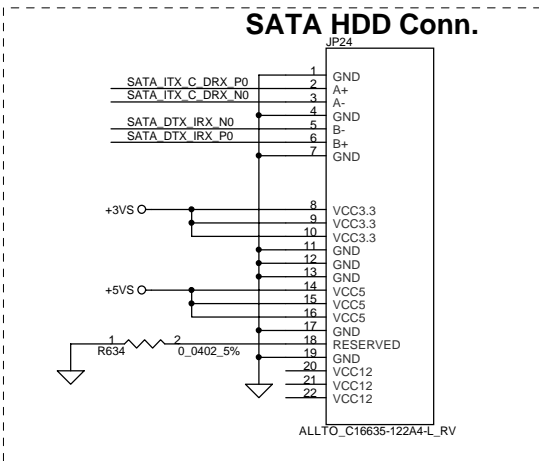 SATA HDD Conn.
JP24
1 GND
SATA_ITX_C_DRX_P0 2 A+
SATA_ITX_C_DRX_N0 3 A-
4 GND
SATA_DTX_IRX_N0 5 B-
SATA_DTX_IRX_P0 6 B+
7 GND
+3VS 8 VCC3.3
9 VCC3.3
10 VCC3.3
11 GND
12 GND
13 GND
+5VS 14 VCC5
15 VCC5
16 VCC5
17 GND
1 2 18 RESERVED
R634 0_0402_5%
19 GND
20 VCC12
21 VCC12
22 VCC12
ALLTO_C16635-122A4-L_RV